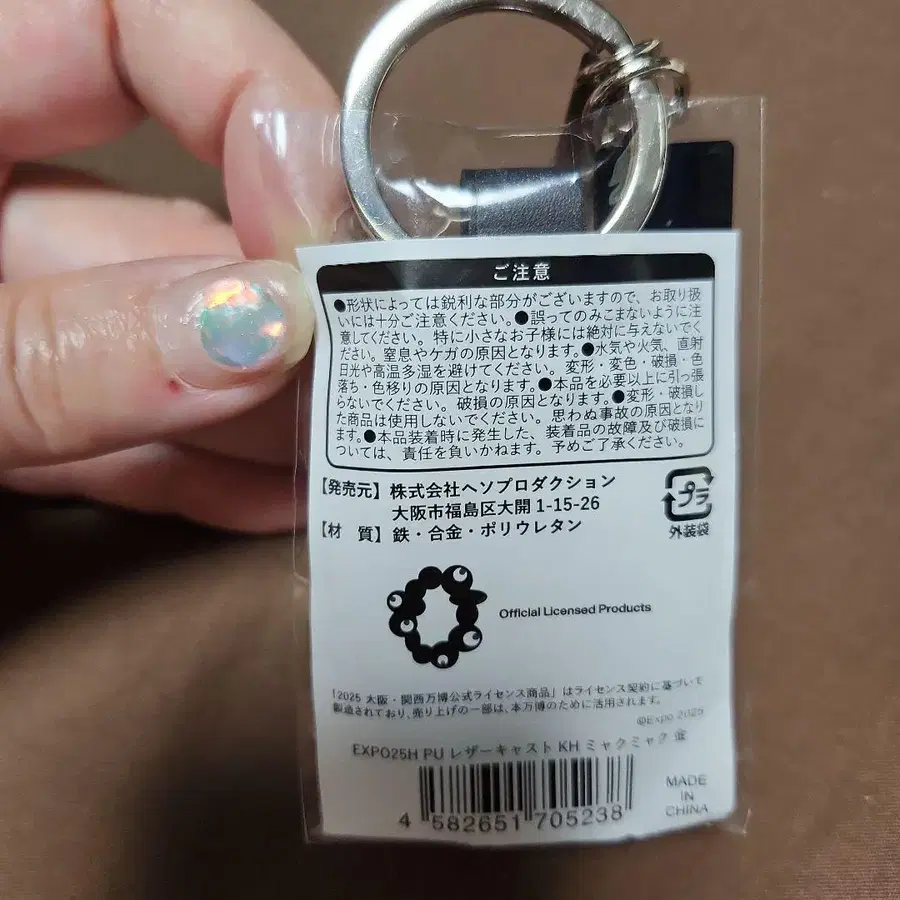 ご注意
●形状によっては鋭利な部分がございますので、お取り扱
いには十分ご注意ください。●誤ってのみこまないように注
意してください。特に小さなお子様には絶対に与えないでく
ださい。窒息やケガの原因となります。●水気や火気、直射
日光や高温多湿を避けてください。変形・変色・破損・色
落ち・色移りの原因となります。●本品を必要以上に引っ張
らないでください。破損の原因となります。●変形・破損し
た商品は使用しないでください。思わぬ事故の原因となり
ます。●本品装着時に発生した、装着品の故障及び破損に
ついては、責任を負いかねます。予めご了承ください。
【発売元】株式会社ヘソプロダクション
大阪市福島区大開 1-15-26
【材 質】鉄・合金・ポリウレタン
プラ
外装袋
Official Licensed Products
「2025 大阪・関西万博公式ライセンス商品」はライセンス契約に基づいて
製造されており、売り上げの一部は、本万博のために活用されます。
©Expo 2025
EXPO25H PU レザーキャスト KH ミャクミャク 金
4 582651 705238
MADE
IN
CHINA